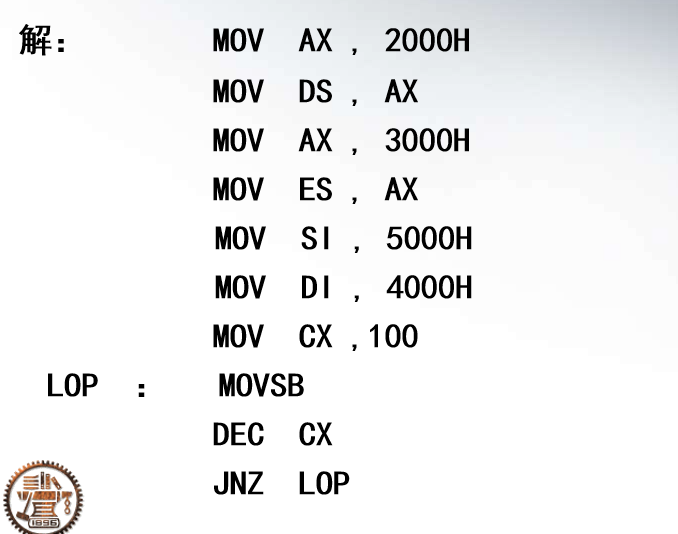 解： MOV AX , 2000H
MOV DS , AX
MOV AX , 3000H
MOV ES , AX
MOV SI , 5000H
MOV DI , 4000H
MOV CX ,100
LOP ： MOVSB
DEC CX
JNZ LOP
1896